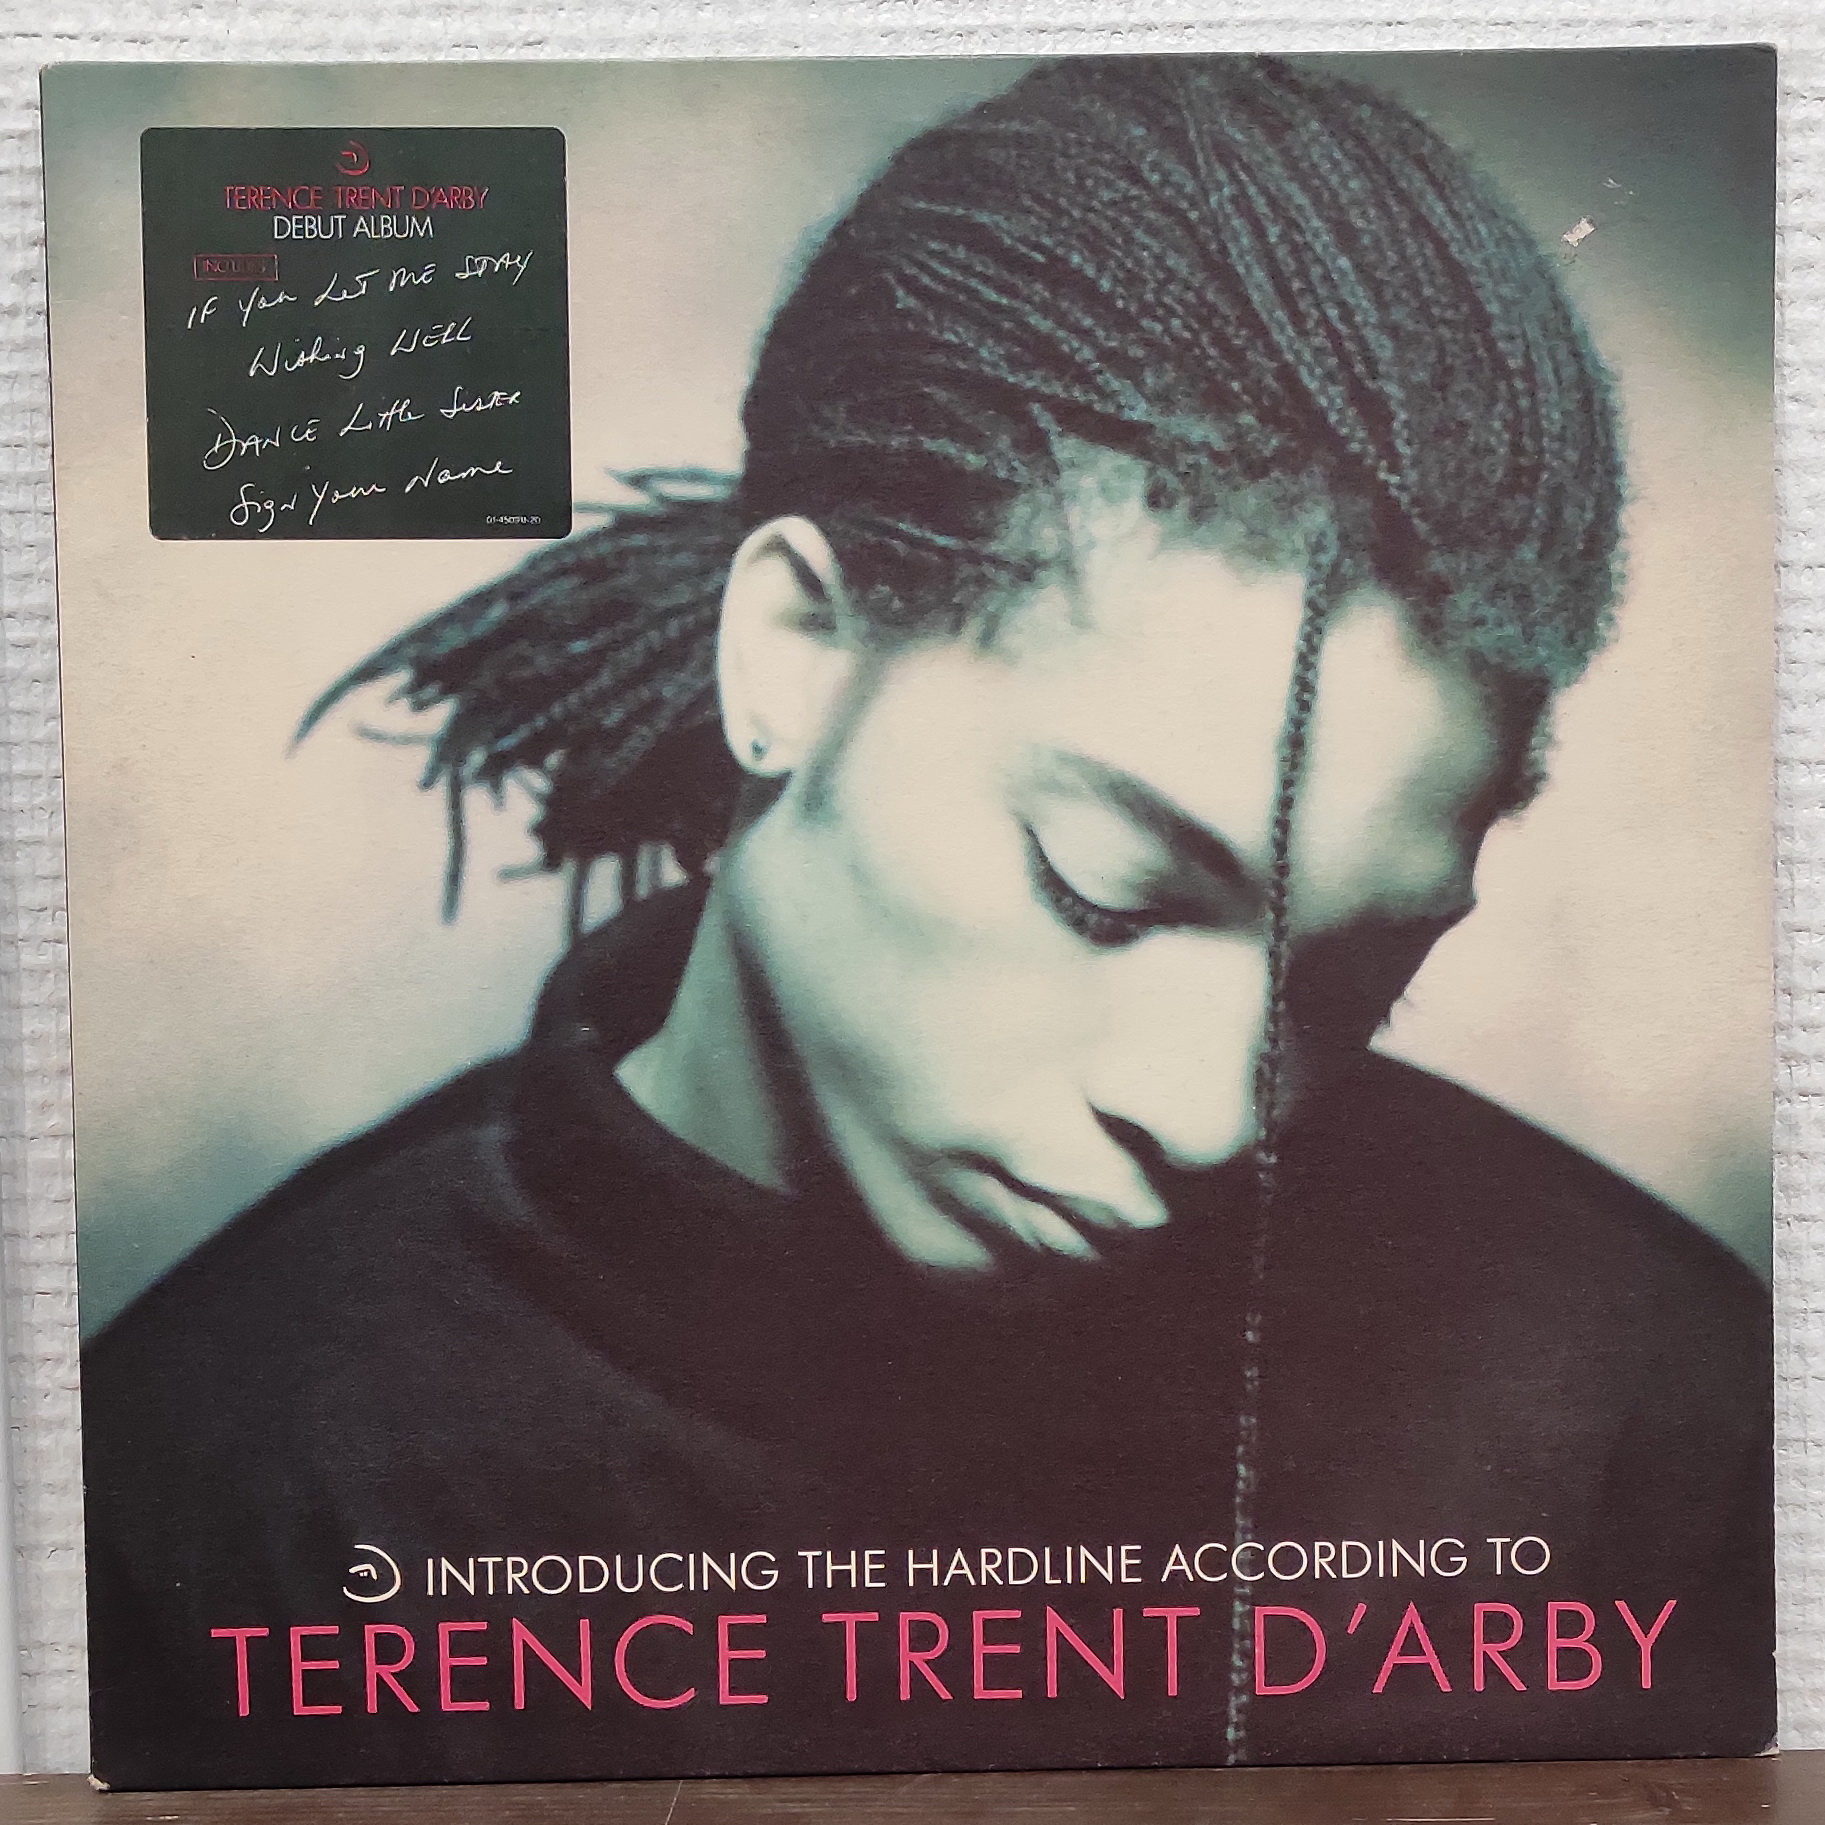 TERENCE TRENT D'ARBY
DEBUT ALBUM
INCLUDES
IF You Let ME STAY
Wishing WELL
DANCE Little SISTER
Sign Your Name
INTRODUCING THE HARDLINE ACCORDING TO
TERENCE TRENT D'ARBY